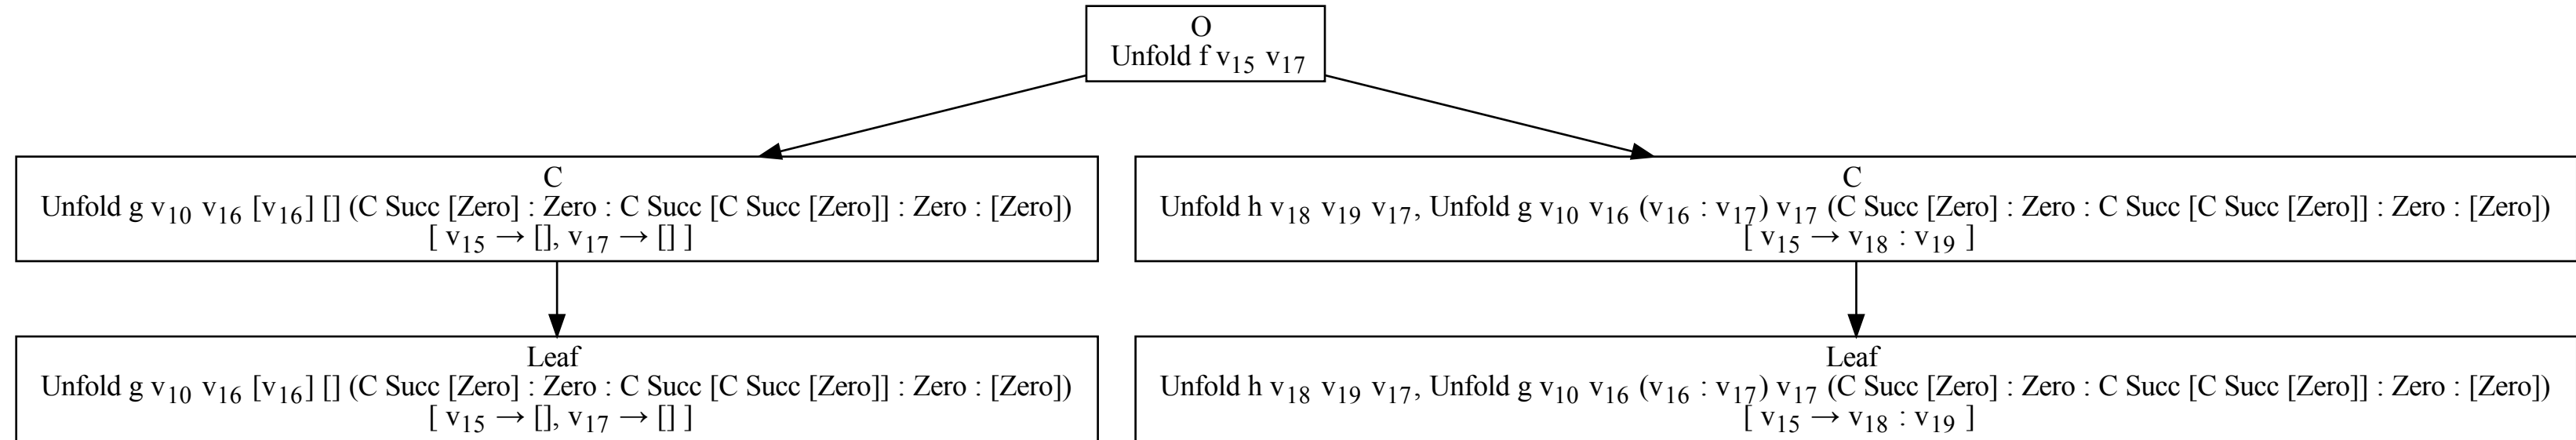 O
Unfold f v₁₅ v₁₇
C
Unfold g v₁₀ v₁₆ [v₁₆] [] (C Succ [Zero] : Zero : C Succ [C Succ [Zero]] : Zero : [Zero])
[ v₁₅ → [], v₁₇ → [] ]
C
Unfold h v₁₈ v₁₉ v₁₇, Unfold g v₁₀ v₁₆ (v₁₆ : v₁₇) v₁₇ (C Succ [Zero] : Zero : C Succ [C Succ [Zero]] : Zero : [Zero])
[ v₁₅ → v₁₈ : v₁₉ ]
Leaf
Unfold g v₁₀ v₁₆ [v₁₆] [] (C Succ [Zero] : Zero : C Succ [C Succ [Zero]] : Zero : [Zero])
[ v₁₅ → [], v₁₇ → [] ]
Leaf
Unfold h v₁₈ v₁₉ v₁₇, Unfold g v₁₀ v₁₆ (v₁₆ : v₁₇) v₁₇ (C Succ [Zero] : Zero : C Succ [C Succ [Zero]] : Zero : [Zero])
[ v₁₅ → v₁₈ : v₁₉ ]